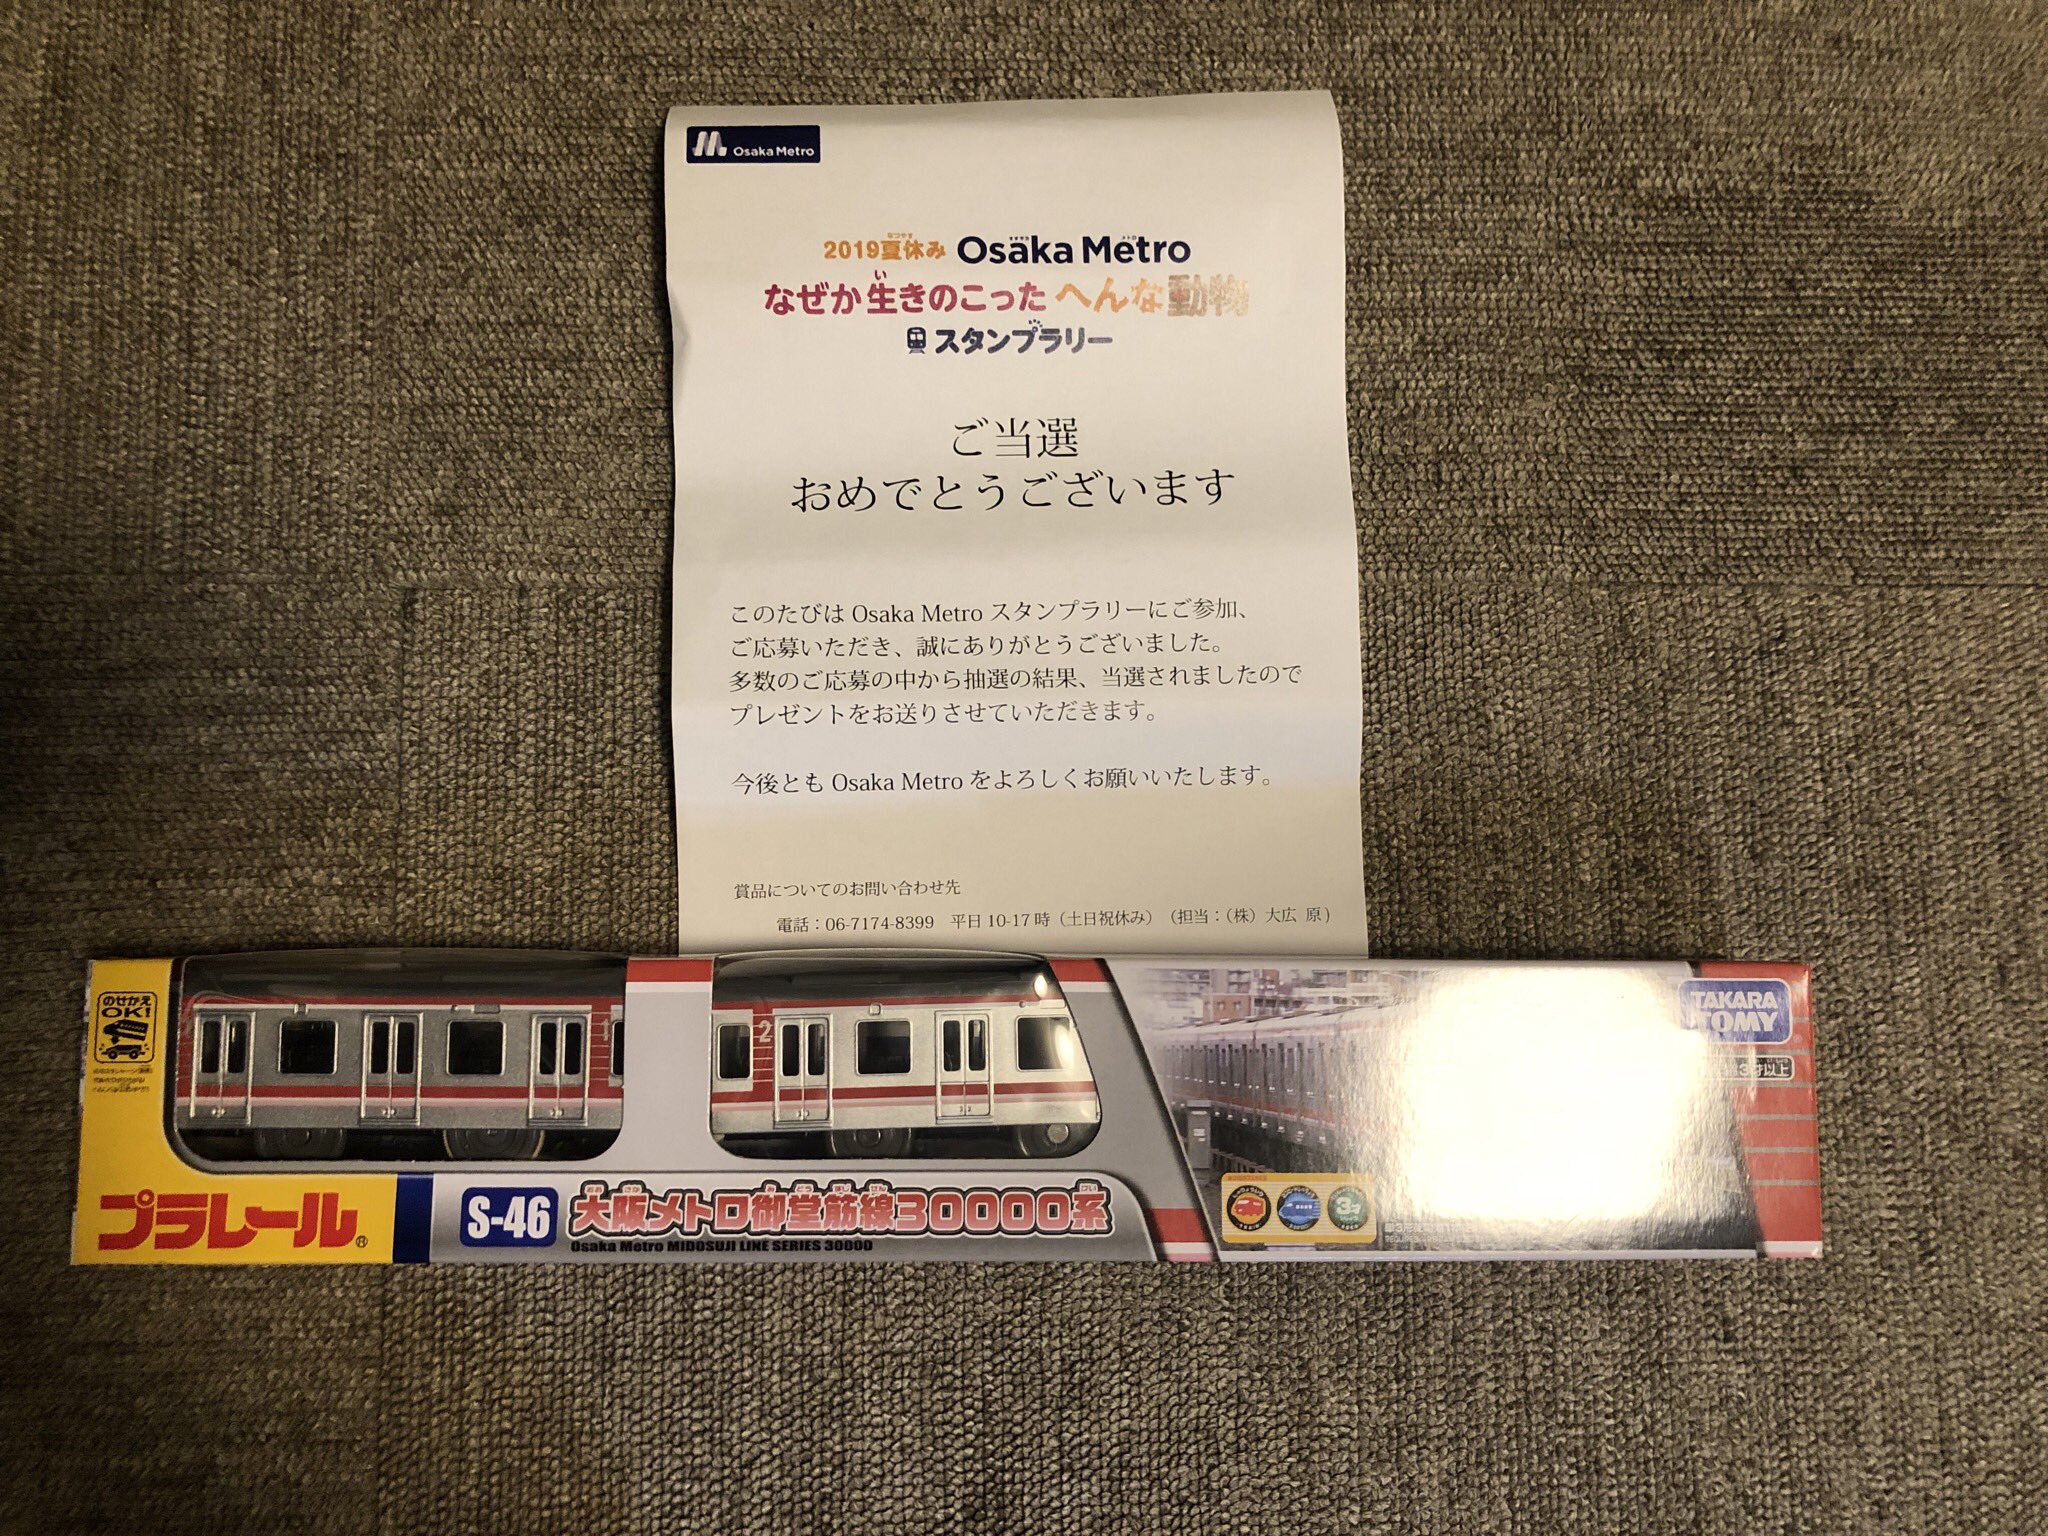 Osaka Metro
2019夏休み Osaka Metro
なぜか生きのこった へんな動物
スタンプラリー
ご当選
おめでとうございます
このたびは Osaka Metro スタンプラリーにご参加、
ご応募いただき、誠にありがとうございました。
多数のご応募の中から抽選の結果、当選されましたので
プレゼントをお送りさせていただきます。
今後とも Osaka Metro をよろしくお願いいたします。
賞品についてのお問い合わせ先
電話：06-7174-8399 平日 10-17 時（土日祝休み）（担当：（株）大広 原）
のせかえ
OK!
1
2
TAKARA
TOMY
3才以上
プラレール®
S-46 大阪メトロ御堂筋線30000系
Osaka Metro MIDOSUJI LINE SERIES 30000
3才